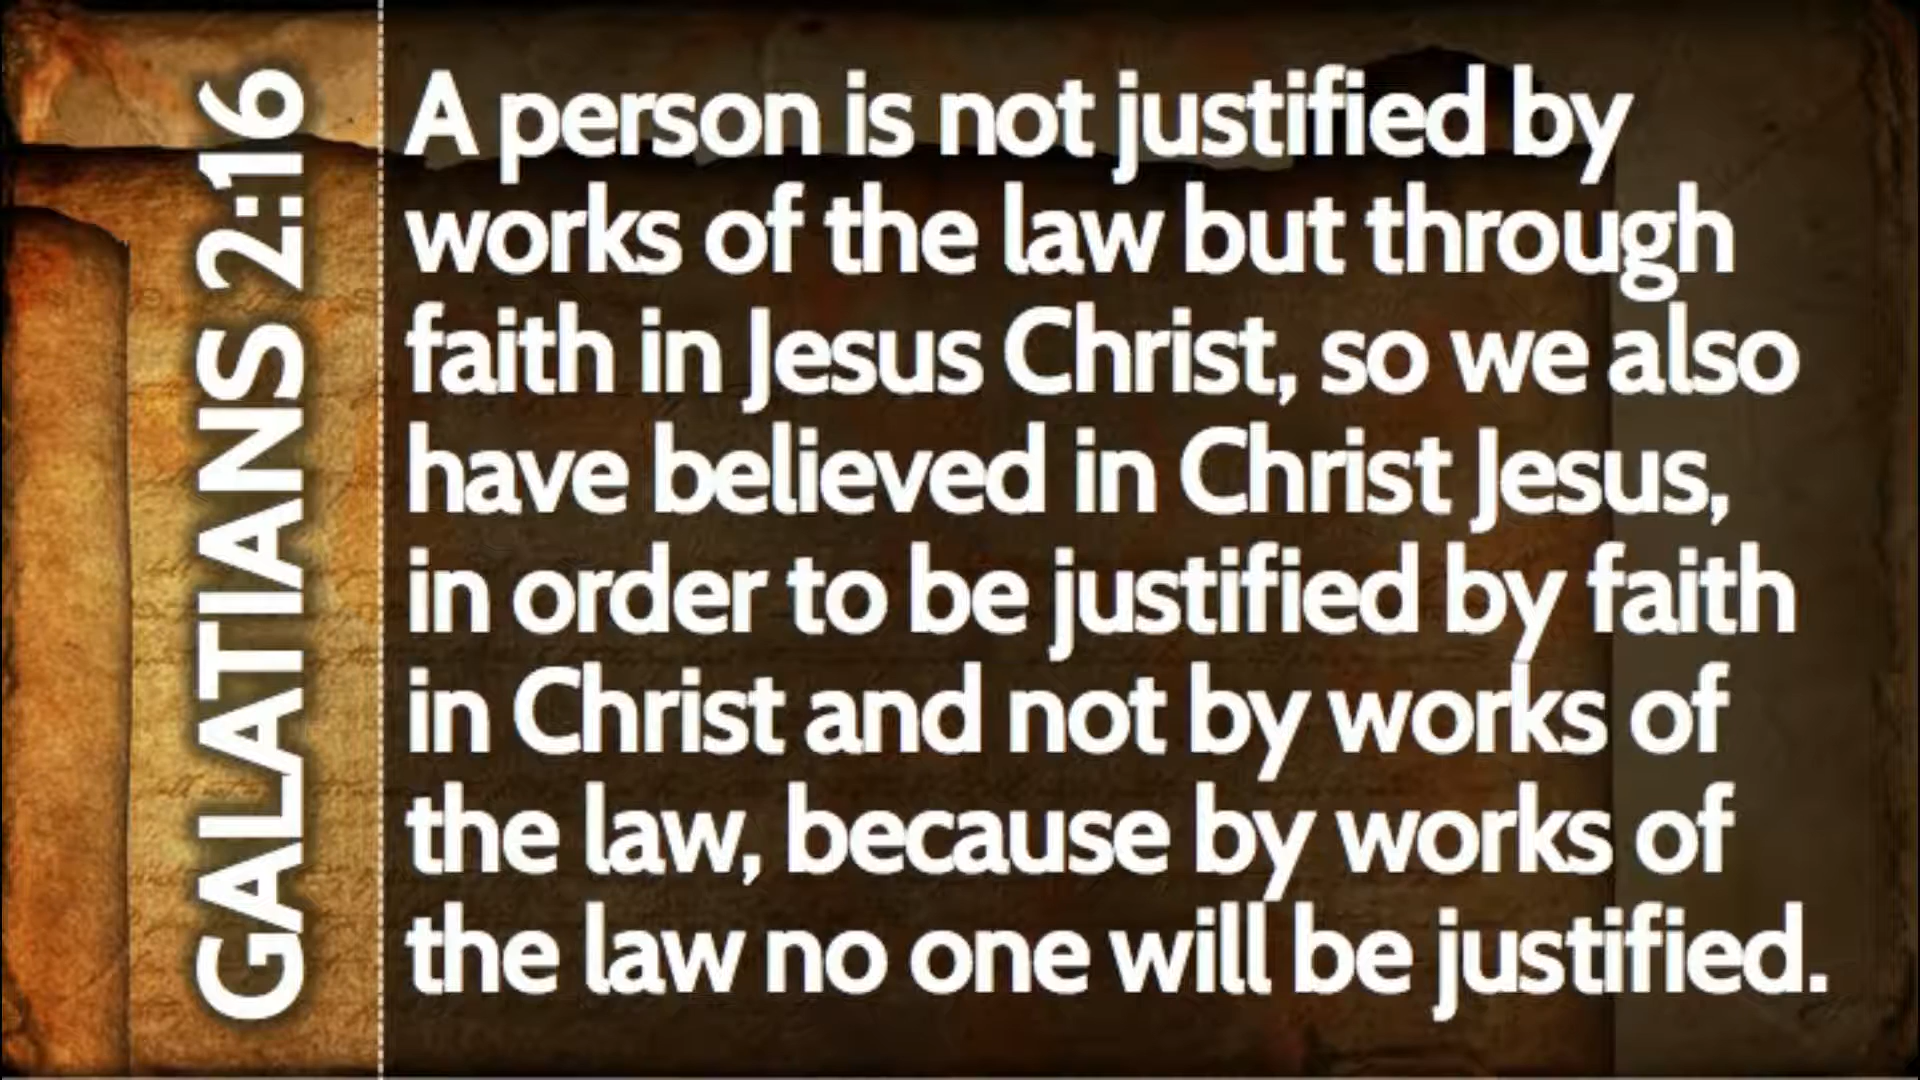 GALATIANS 2:16
A person is not justified by
works of the law but through
faith in Jesus Christ, so we also
have believed in Christ Jesus,
in order to be justified by faith
in Christ and not by works of
the law, because by works of
the law no one will be justified.